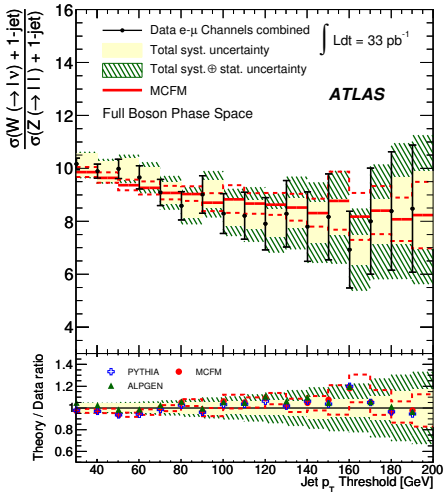 σ(W (→ l ν) + 1-jet)
σ(Z (→ l l ) + 1-jet)
16
14
12
10
8
6
4
Data e-μ Channels combined
Total syst. uncertainty
Total syst.⊕ stat. uncertainty
MCFM
Full Boson Phase Space
∫ Ldt = 33 pb⁻¹
ATLAS
Theory / Data ratio
1.4
1.2
1.0
0.8
0.6
PYTHIA
MCFM
ALPGEN
40 60 80 100 120 140 160 180 200
Jet p_T Threshold [GeV]